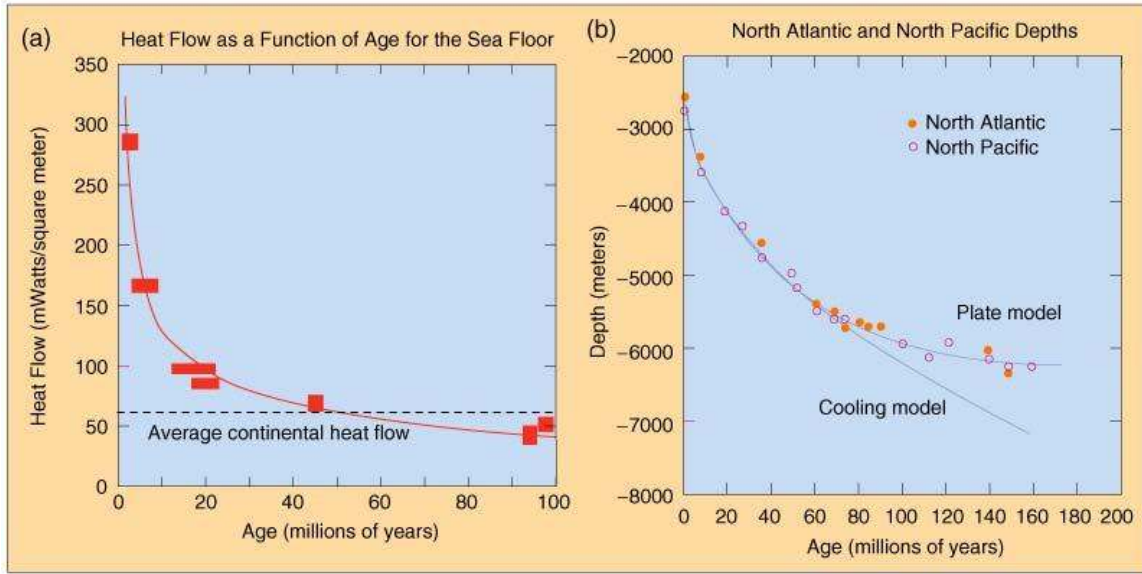 (a)
Heat Flow as a Function of Age for the Sea Floor
350
300
250
200
150
100
50
0
Heat Flow (mWatts/square meter)
Average continental heat flow
0 20 40 60 80 100
Age (millions of years)
(b)
North Atlantic and North Pacific Depths
−2000
−3000
−4000
−5000
−6000
−7000
−8000
Depth (meters)
North Atlantic
North Pacific
Plate model
Cooling model
0 20 40 60 80 100 120 140 160 180 200
Age (millions of years)